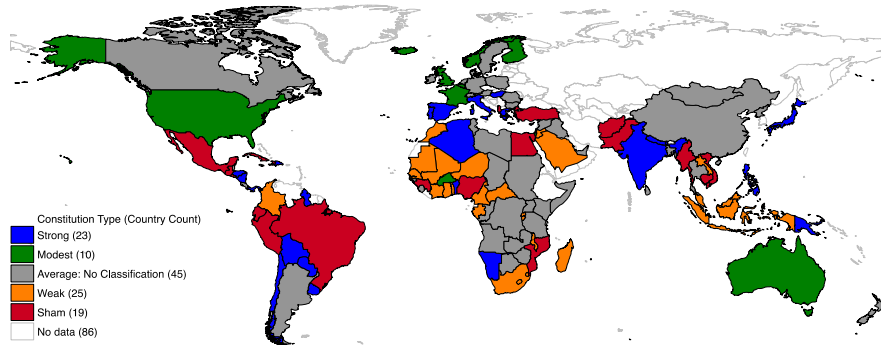 Constitution Type (Country Count)
Strong (23)
Modest (10)
Average: No Classification (45)
Weak (25)
Sham (19)
No data (86)